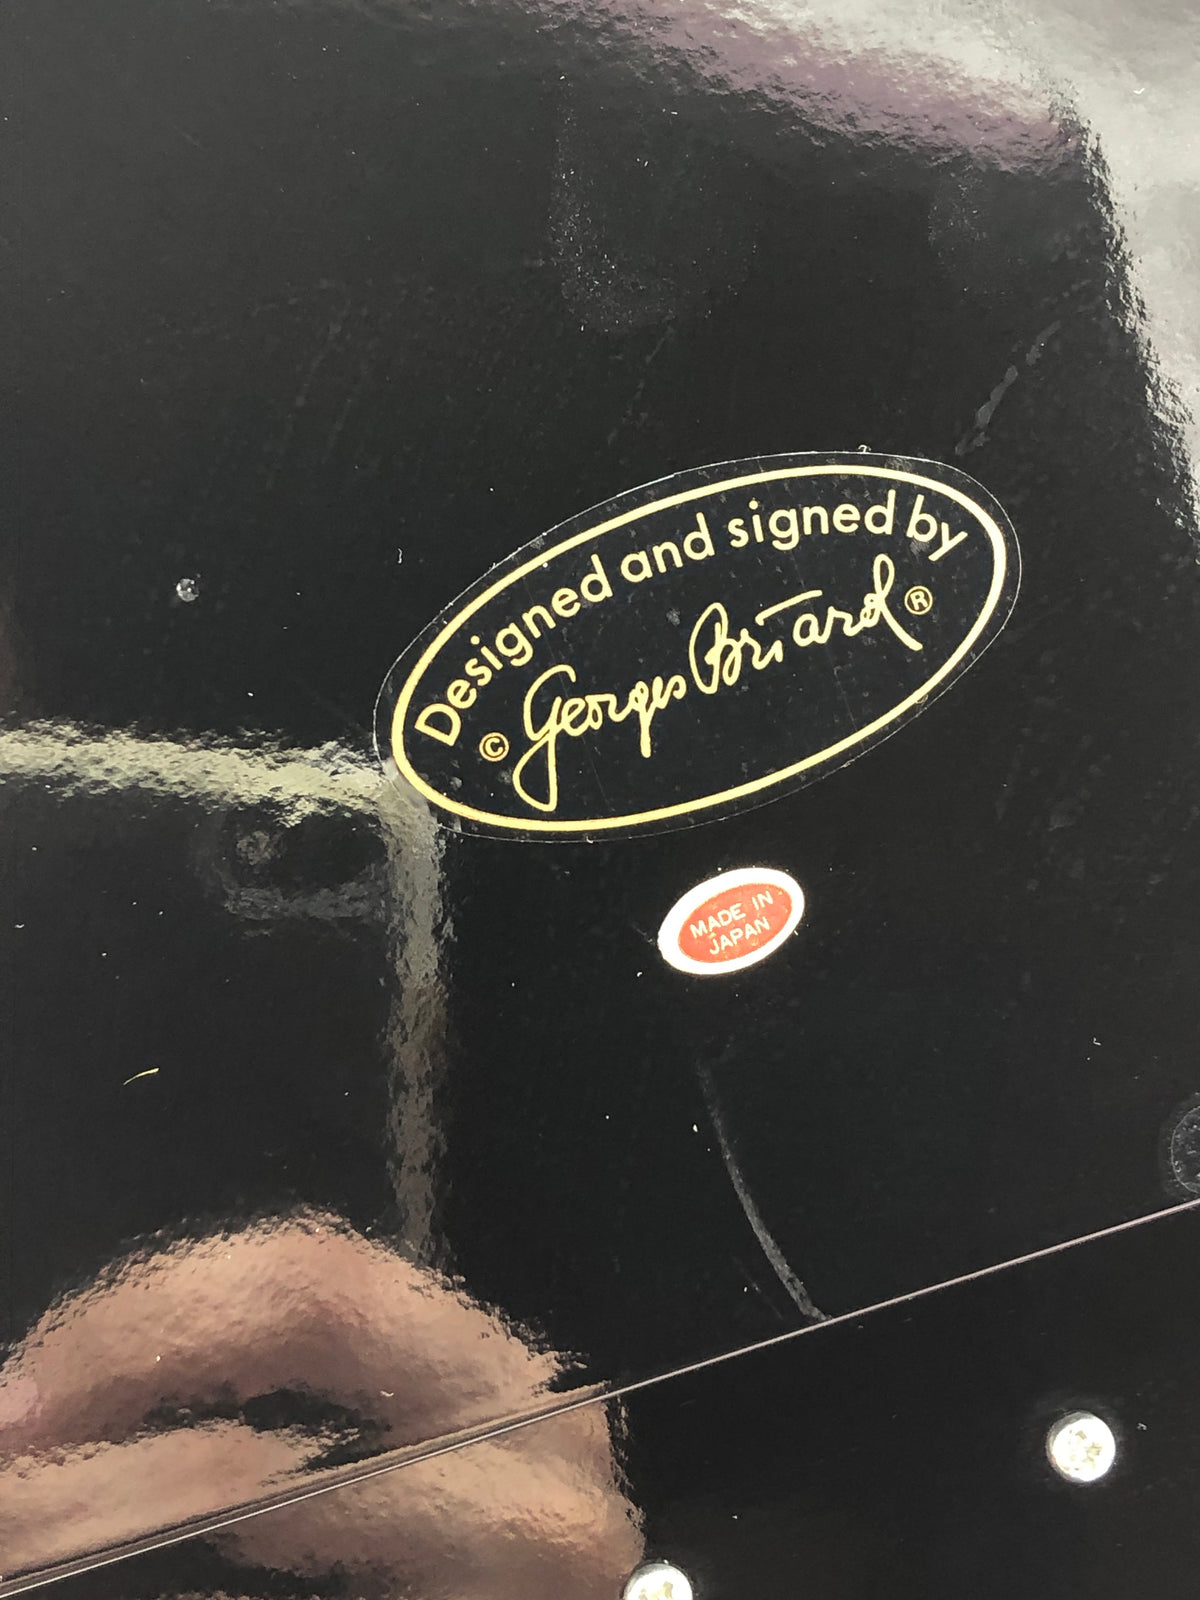 Designed and signed by
© Georges Briard ®
MADE IN
JAPAN